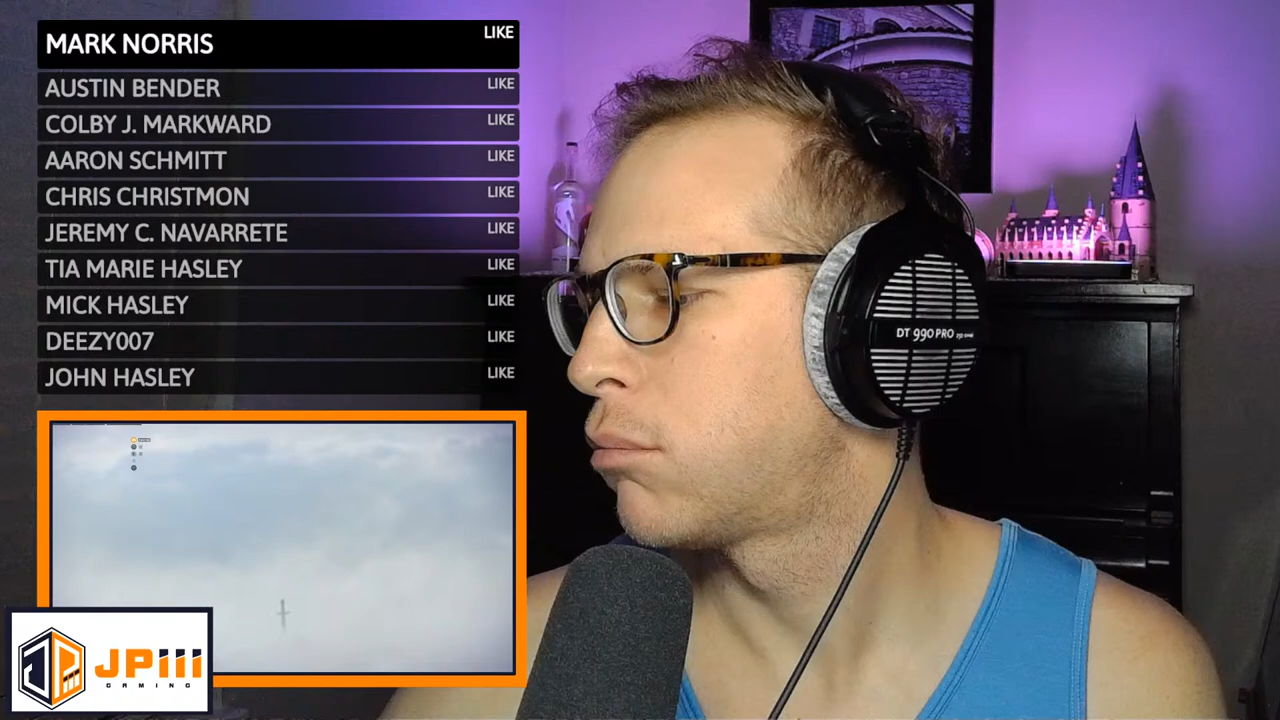 MARK NORRIS LIKE
AUSTIN BENDER LIKE
COLBY J. MARKWARD LIKE
AARON SCHMITT LIKE
CHRIS CHRISTMON LIKE
JEREMY C. NAVARRETE LIKE
TIA MARIE HASLEY LIKE
MICK HASLEY LIKE
DEEZY007 LIKE
JOHN HASLEY LIKE
DT 990 PRO
JPiii
GAMING